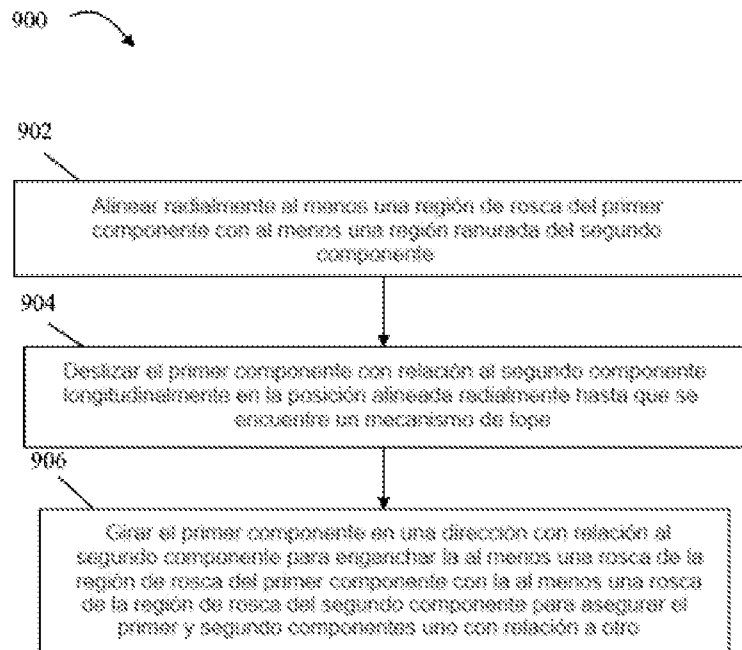 900
902
Alinear radialmente al menos una región de rosca del primer
componente con al menos una región ranurada del segundo
componente
904
Deslizar el primer componente con relación al segundo componente
longitudinalmente en la posición alineada radialmente hasta que se
encuentre un mecanismo de tope
906
Girar el primer componente en una dirección con relación al
segundo componente para enganchar la al menos una rosca de la
región de rosca del primer componente con la al menos una rosca
de la región de rosca del segundo componente para asegurar el
primer y segundo componentes uno con relación a otro